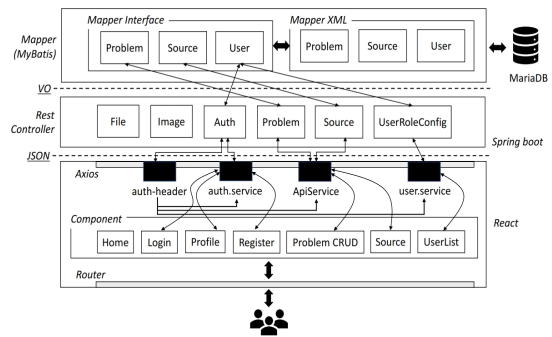 Mapper (MyBatis)
Mapper Interface
Problem
Source
User
Mapper XML
Problem
Source
User
MariaDB
VO
Rest Controller
File
Image
Auth
Problem
Source
UserRoleConfig
Spring boot
JSON
Axios
auth-header
auth.service
ApiService
user.service
Component
Home
Login
Profile
Register
Problem CRUD
Source
UserList
React
Router